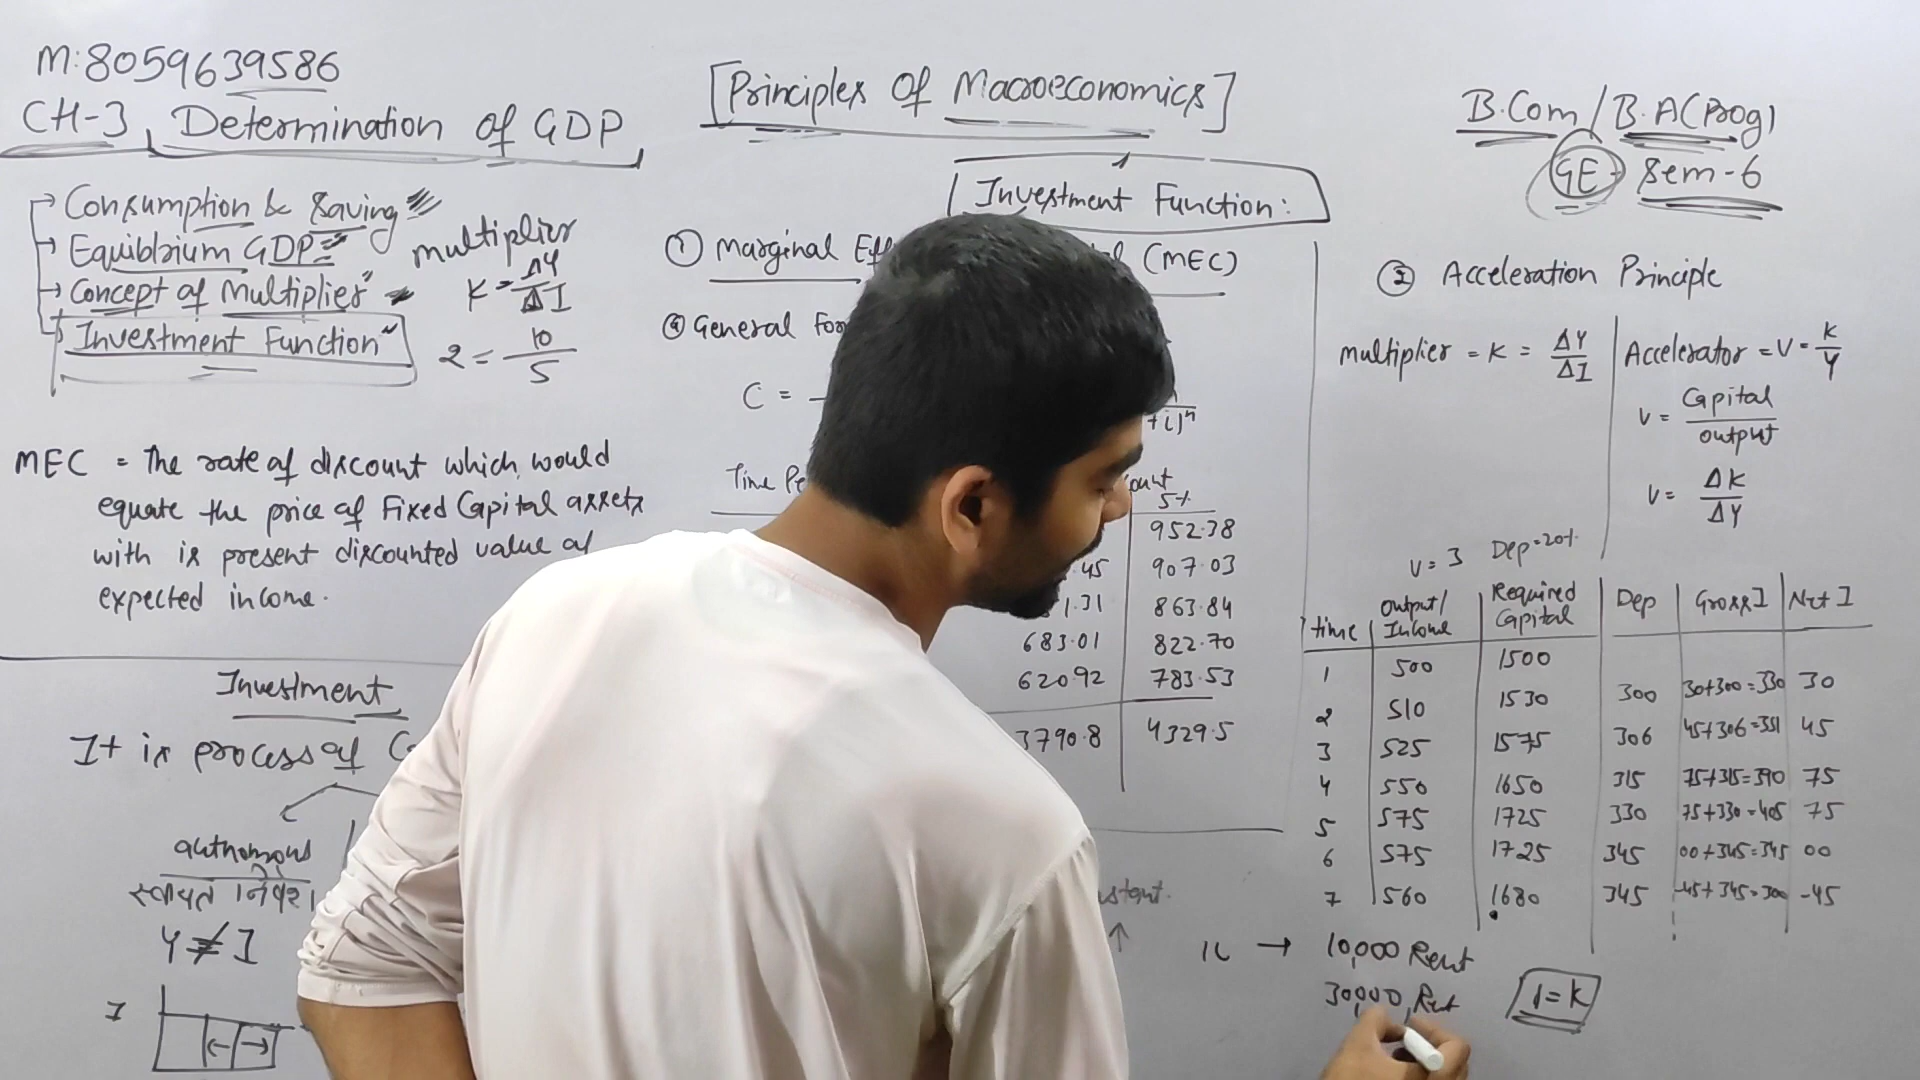 M:8059639586
CH-3, Determination of GDP
Consumption & Saving
Equiblrium GDP
Concept of Multiplier"
Investment Function"
multiplier
K = ΔY/ΔI
2 = 10/5
MEC = The rate of discount which would
equate the price of Fixed Capital assets
with is present discounted value of
expected income.
Investment
It is process of
authomous
Y ≠ I
I
[Principles Of Macroeconomics]
Investment Function:
① Marginal (MEC)
General
C =
+i)ⁿ
Time
5%
952.38
.45 907.03
1.31 863.84
683.01 822.70
620.92 783.53
3790.8 4329.5
B.Com/B.A(Prog)
GE- Sem-6
② Acceleration Principle
multiplier = K = ΔY/ΔI
Accelerator = V = K/Y
V = Capital/output
V = ΔK/ΔY
V = 3 Dep=20%
time Output/Income Required Capital Dep Gross I Net I
1 500 1500
2 510 1530 300 30+300=330 30
3 525 1575 306 45+306=351 45
4 550 1650 315 75+315=390 75
5 575 1725 330 75+330=405 75
6 575 1725 345 00+345=345 00
7 560 1680 345 -45+345=300 -45
→ 10,000 Rent
30,000 Rent